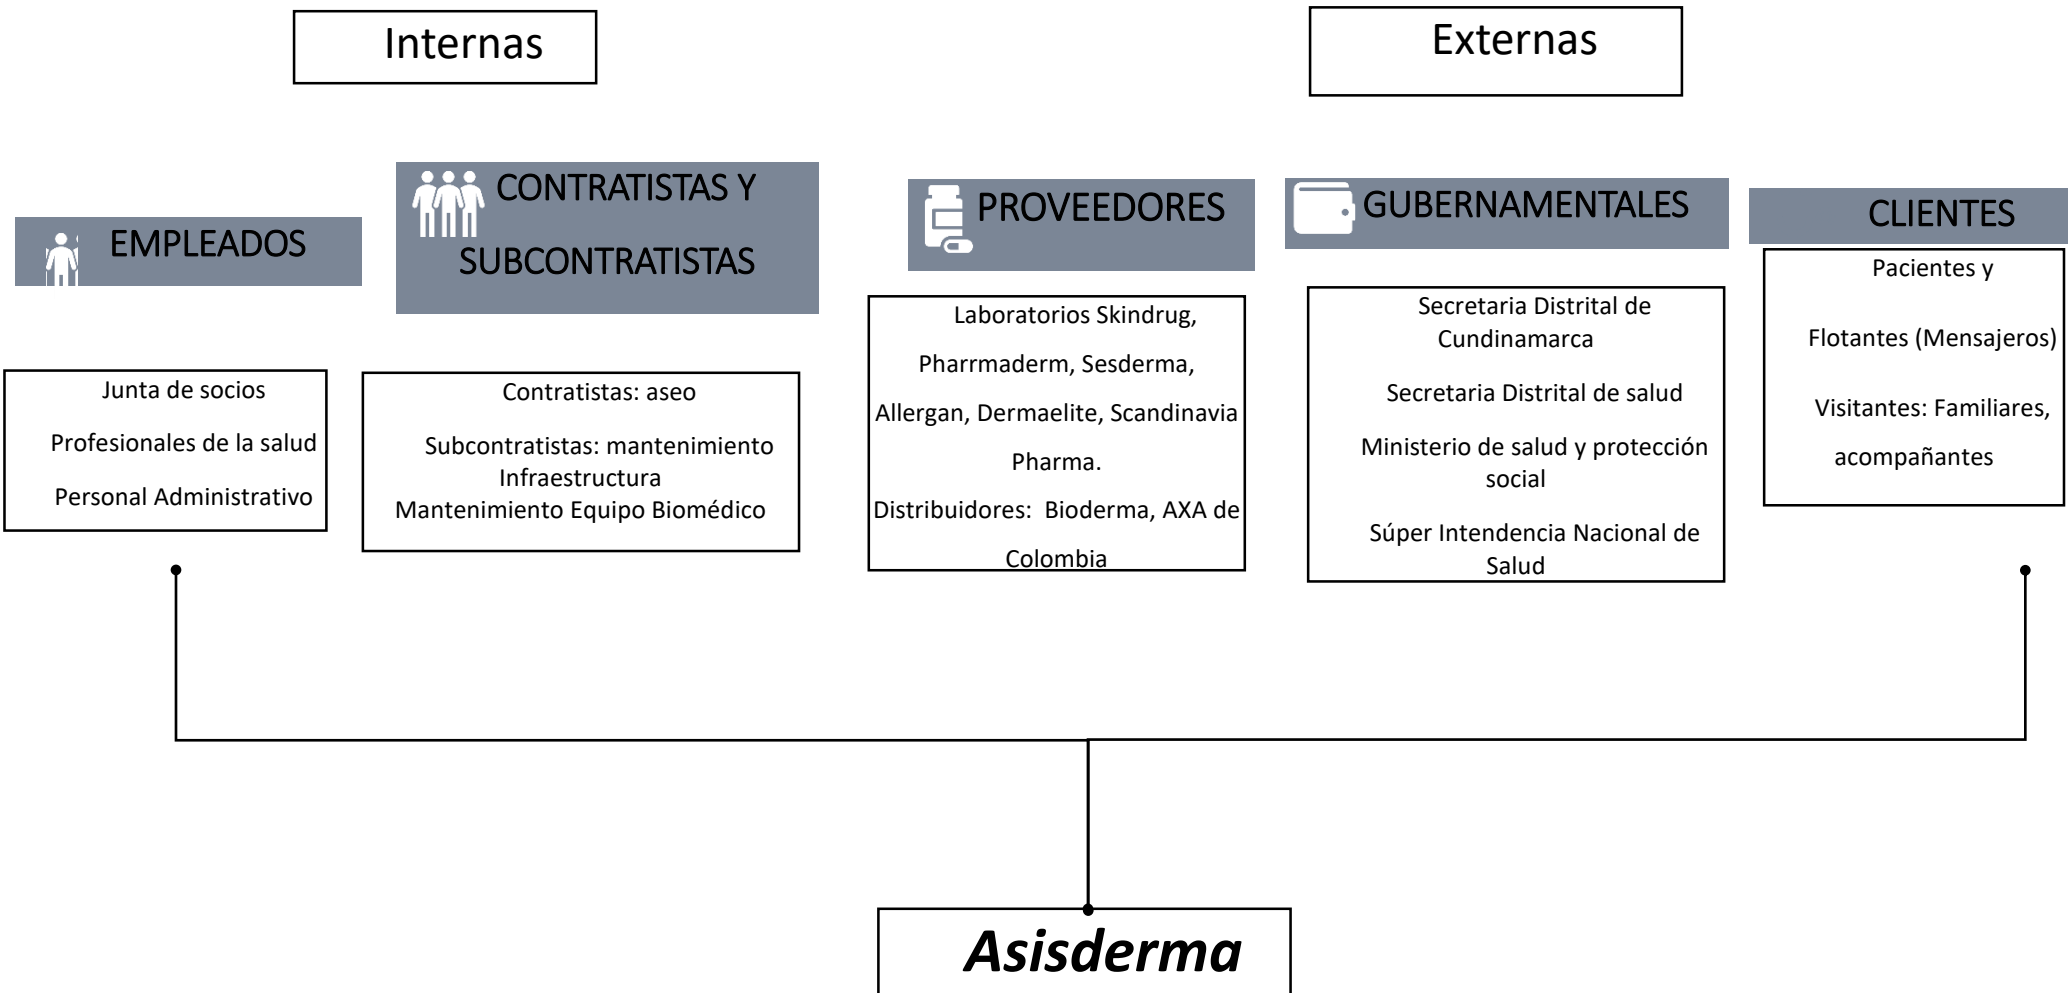 Internas
Externas
EMPLEADOS
Junta de socios
Profesionales de la salud
Personal Administrativo
CONTRATISTAS Y
SUBCONTRATISTAS
Contratistas: aseo
Subcontratistas: mantenimiento
Infraestructura
Mantenimiento Equipo Biomédico
PROVEEDORES
Laboratorios Skindrug,
Pharrmaderm, Sesderma,
Allergan, Dermaelite, Scandinavia
Pharma.
Distribuidores: Bioderma, AXA de
Colombia
GUBERNAMENTALES
Secretaria Distrital de
Cundinamarca
Secretaria Distrital de salud
Ministerio de salud y protección
social
Súper Intendencia Nacional de
Salud
CLIENTES
Pacientes y
Flotantes (Mensajeros)
Visitantes: Familiares,
acompañantes
Asisderma